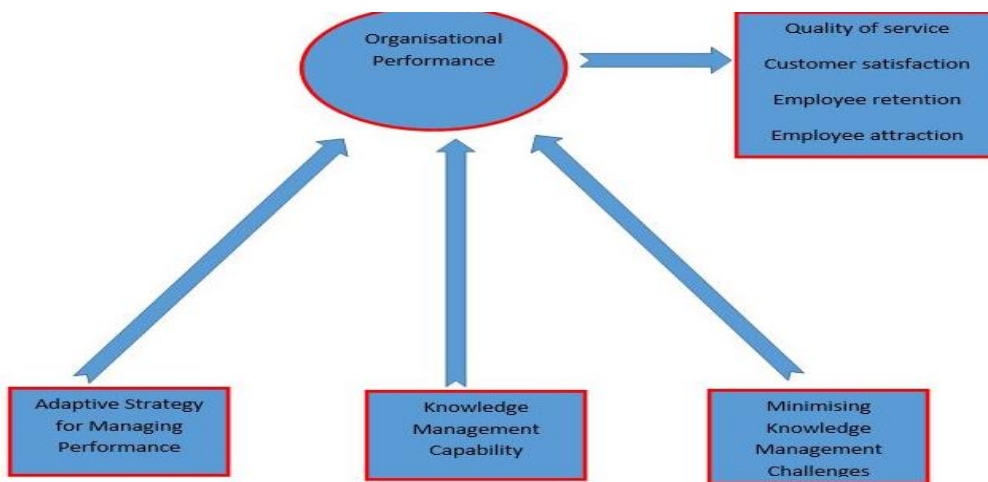 Organisational
Performance
Quality of service
Customer satisfaction
Employee retention
Employee attraction
Adaptive Strategy
for Managing
Performance
Knowledge
Management
Capability
Minimising
Knowledge
Management
Challenges